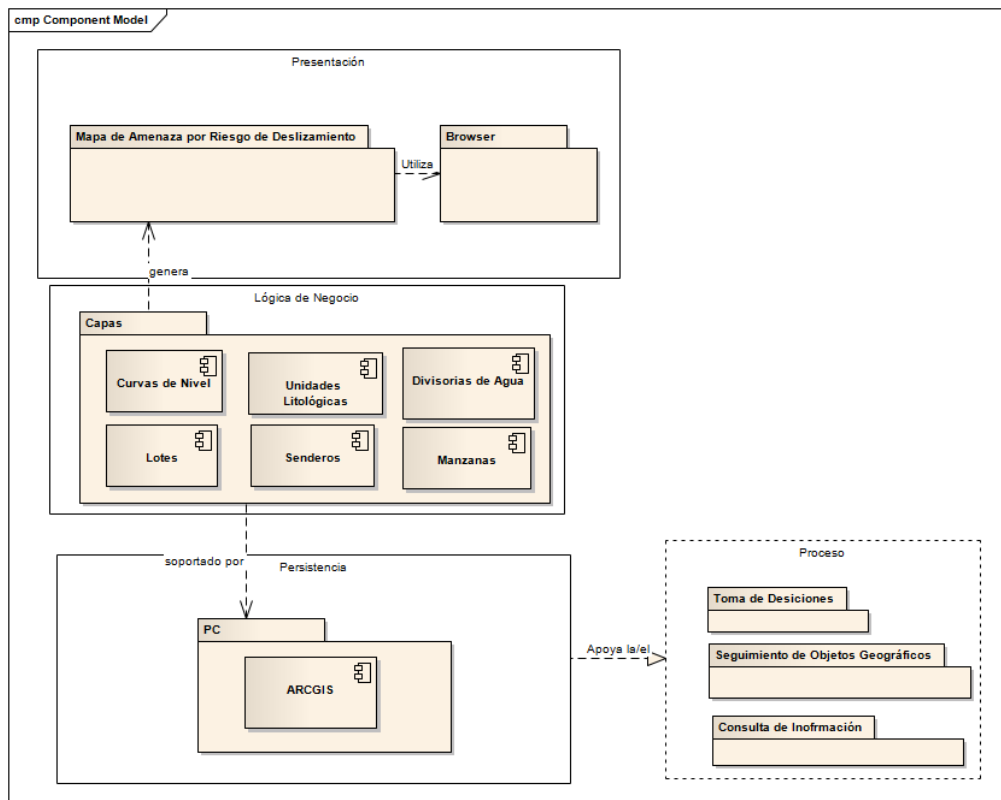 cmp Component Model
Presentación
Mapa de Amenaza por Riesgo de Deslizamiento
Browser
Utiliza
genera
Lógica de Negocio
Capas
Curvas de Nivel
Unidades
Litológicas
Divisorias de Agua
Lotes
Senderos
Manzanas
soportado por
Persistencia
PC
ARCGIS
Apoya la/el
Proceso
Toma de Desiciones
Seguimiento de Objetos Geográficos
Consulta de Inofrmación